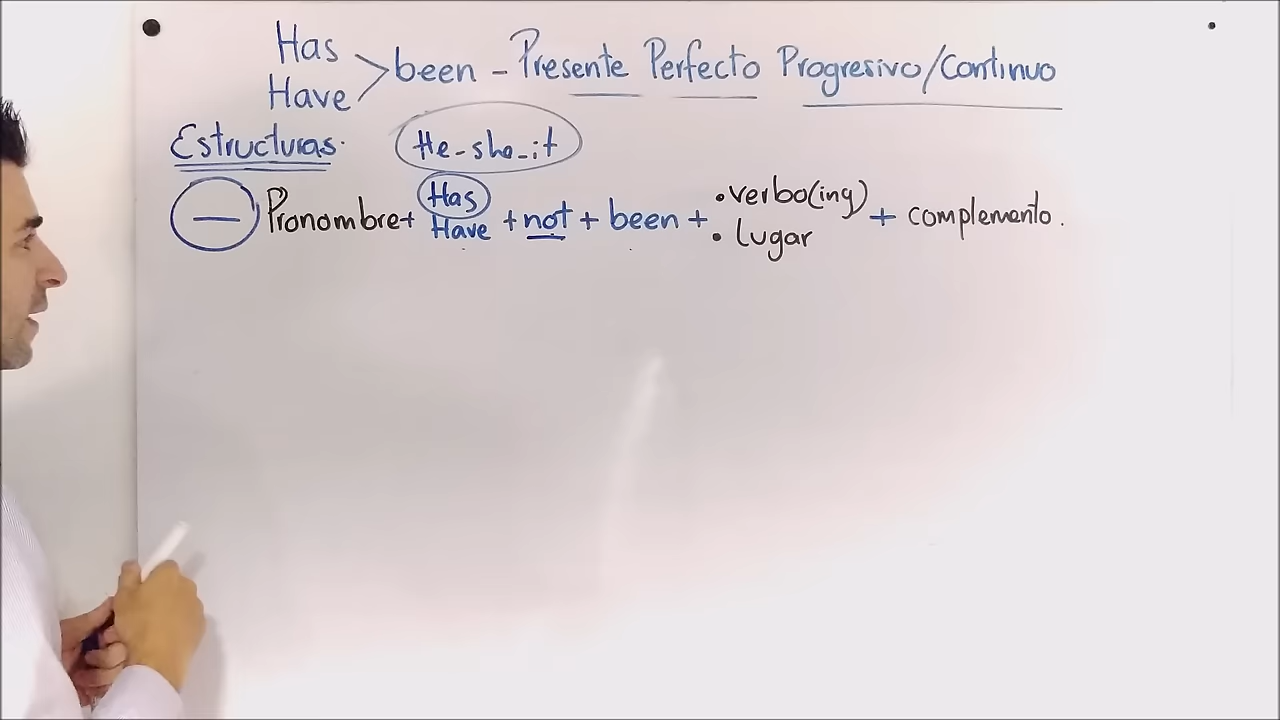 Has
Have > been - Presente Perfecto Progresivo/Continuo
Estructuras. He-she-it
— Pronombre + Has + not + been + • verbo(ing) + complemento.
Have • lugar